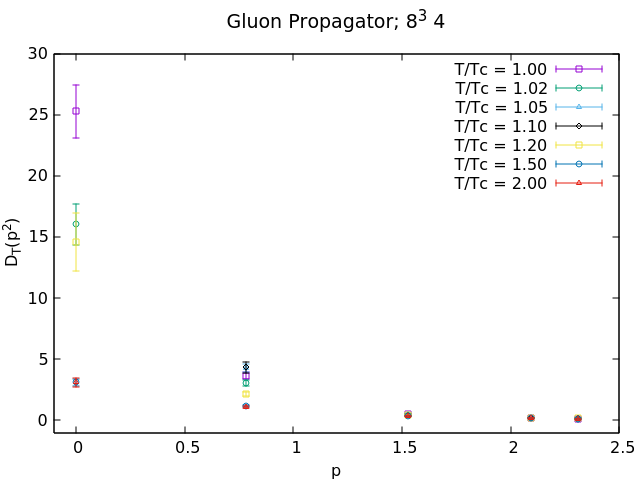 Gluon Propagator; 8³ 4
30
25
20
15
10
5
0
D_T(p²)
T/Tc = 1.00
T/Tc = 1.02
T/Tc = 1.05
T/Tc = 1.10
T/Tc = 1.20
T/Tc = 1.50
T/Tc = 2.00
0 0.5 1 1.5 2 2.5
p